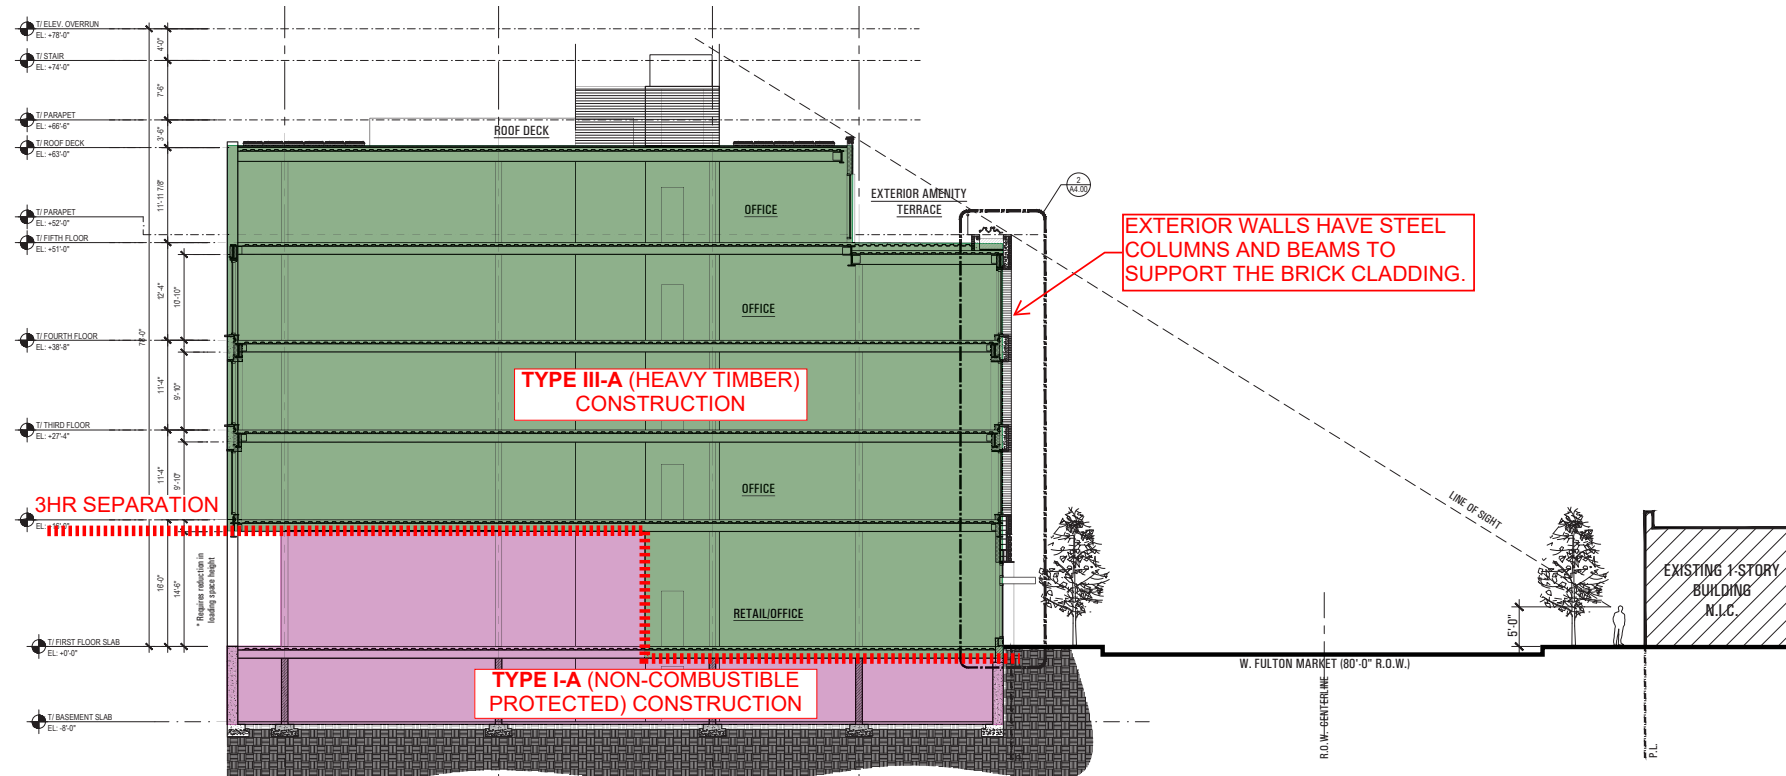 T/ ELEV. OVERRUN
EL: +78'-0"
T/ STAIR
EL: +74'-0"
T/ PARAPET
EL: +66'-6"
T/ ROOF DECK
EL: +63'-0"
T/ PARAPET
EL: +52'-0"
T/ FIFTH FLOOR
EL: +51'-0"
T/ FOURTH FLOOR
EL: +38'-8"
T/ THIRD FLOOR
EL: +27'-4"
3HR SEPARATION
T/ FIRST FLOOR SLAB
EL: +0'-0"
T/ BASEMENT SLAB
EL: -8'-0"
4'-0"
7'-6"
3'-6"
11'-11 7/8"
12'-4"
10'-10"
11'-4"
9'-10"
11'-4"
9'-10"
16'-0"
14'-6"
78'-0"
* Requires reduction in
loading space height
ROOF DECK
OFFICE
EXTERIOR AMENITY
TERRACE
2
A4.00
EXTERIOR WALLS HAVE STEEL
COLUMNS AND BEAMS TO
SUPPORT THE BRICK CLADDING.
OFFICE
TYPE III-A (HEAVY TIMBER)
CONSTRUCTION
OFFICE
RETAIL/OFFICE
TYPE I-A (NON-COMBUSTIBLE
PROTECTED) CONSTRUCTION
LINE OF SIGHT
5'-0"
EXISTING 1-STORY
BUILDING
N.I.C.
W. FULTON MARKET (80'-0" R.O.W.)
R.O.W. CENTERLINE
P.L.